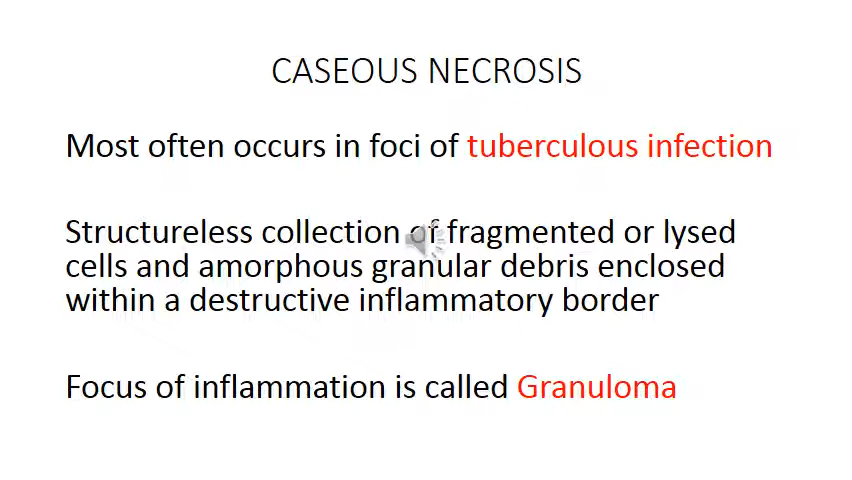 CASEOUS NECROSIS
Most often occurs in foci of tuberculous infection
Structureless collection of fragmented or lysed
cells and amorphous granular debris enclosed
within a destructive inflammatory border
Focus of inflammation is called Granuloma